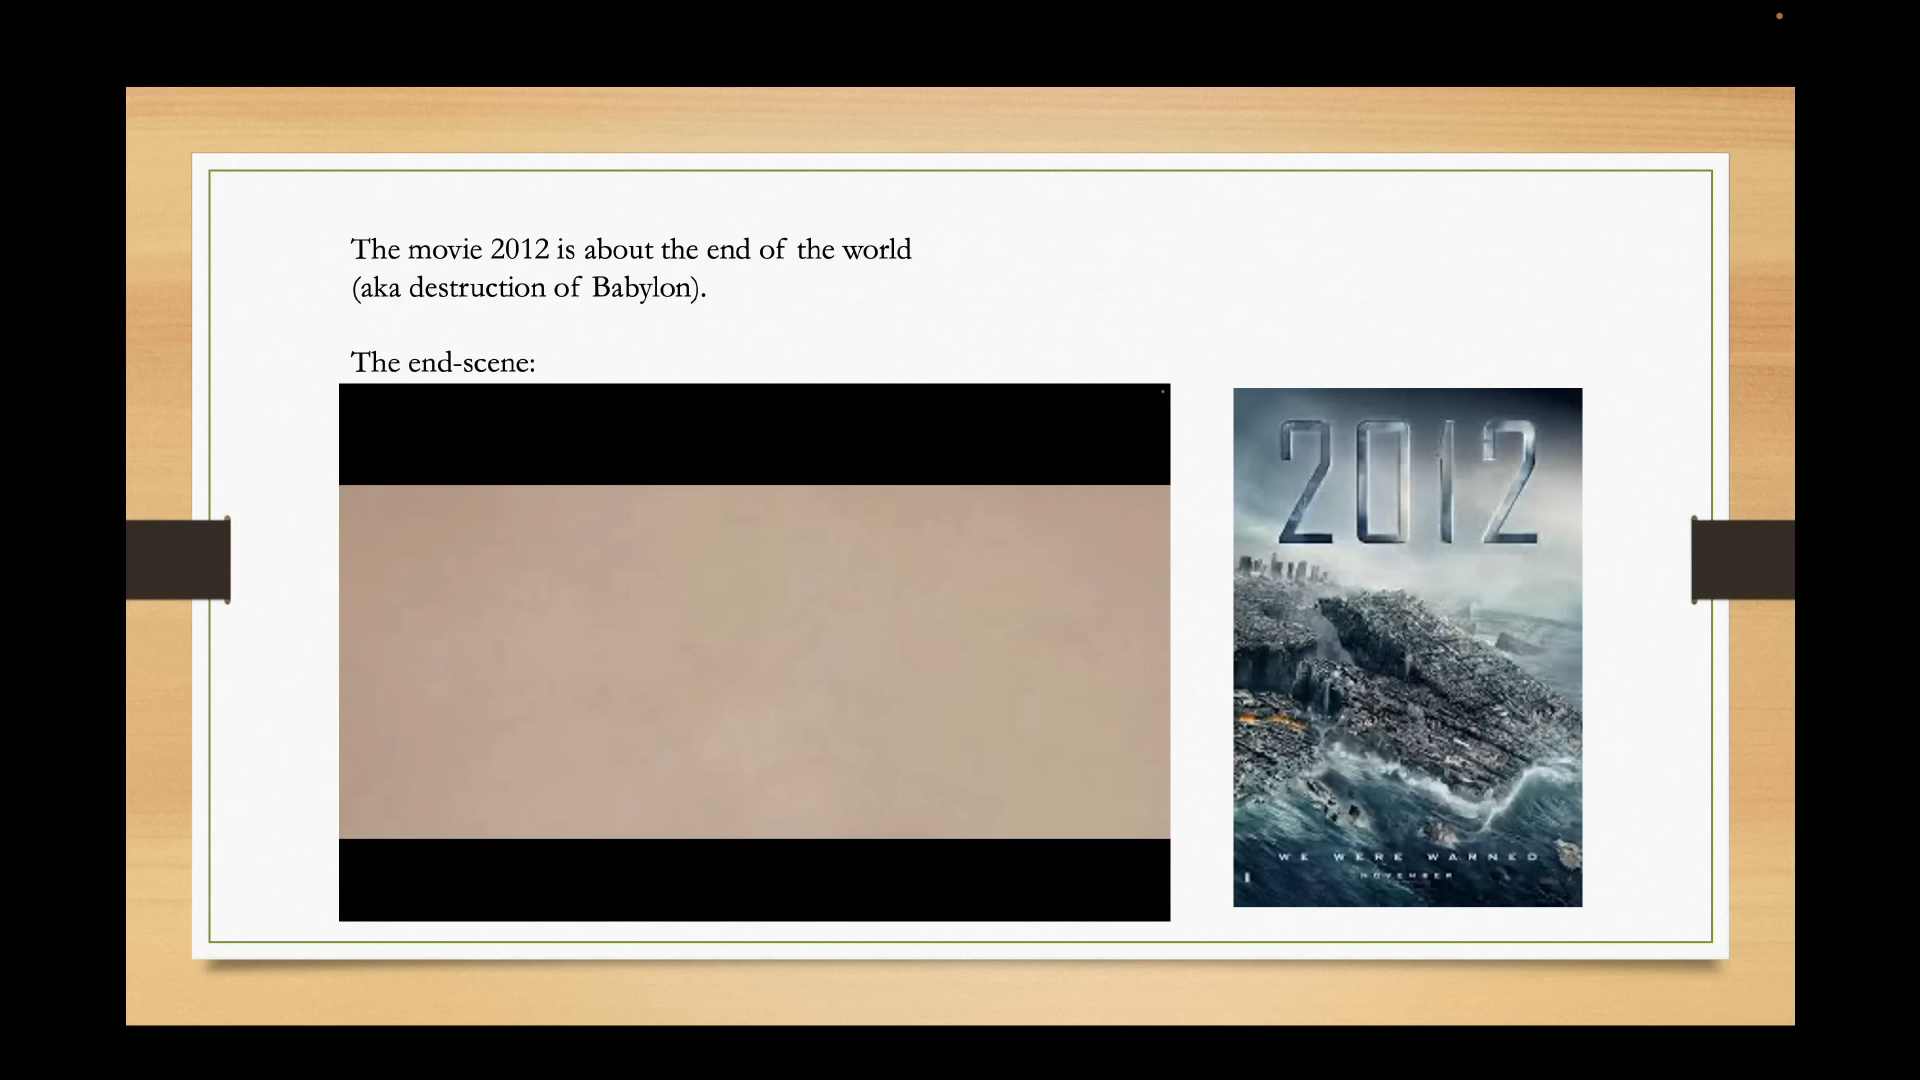 The movie 2012 is about the end of the world
(aka destruction of Babylon).
The end-scene:
2012
WE WERE WARNED
NOVEMBER